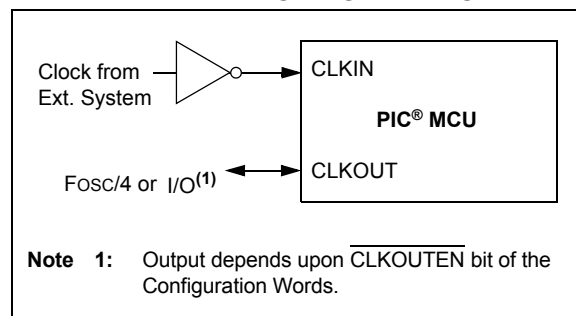 Clock from
Ext. System
CLKIN
PIC® MCU
FOSC/4 or I/O(1)
CLKOUT
Note 1: Output depends upon CLKOUTEN bit of the
Configuration Words.